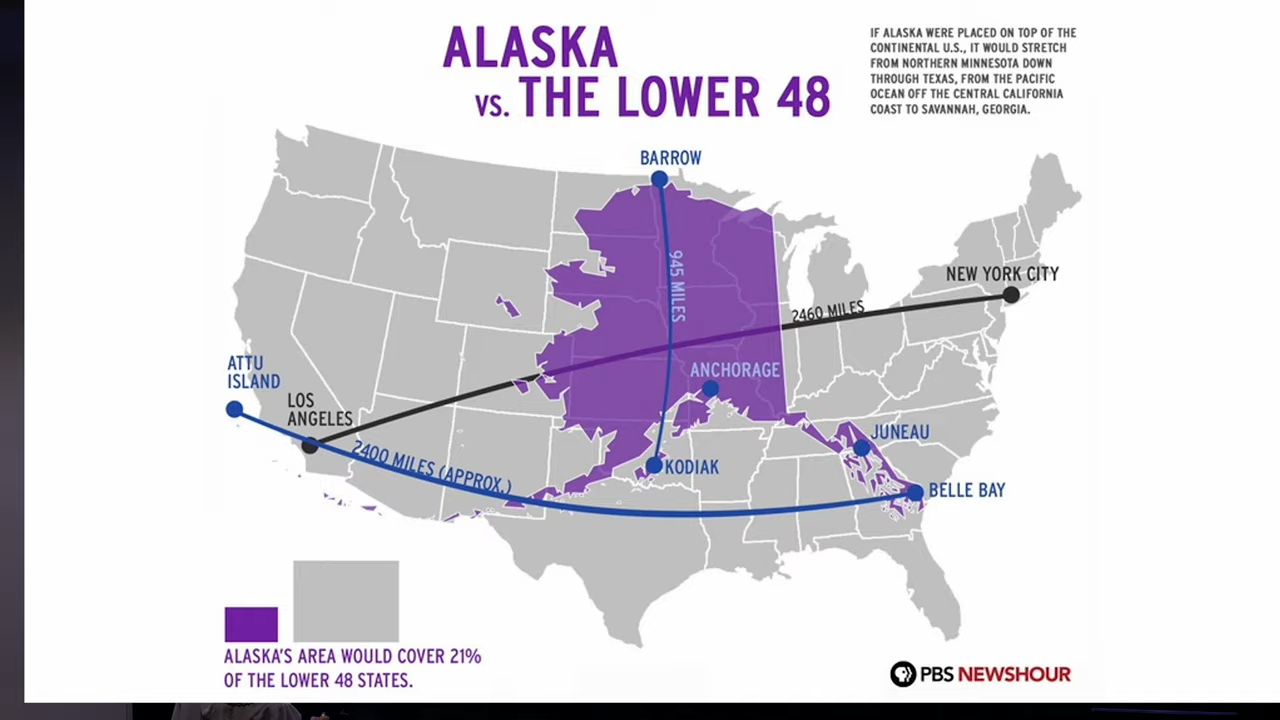 ALASKA
VS. THE LOWER 48
IF ALASKA WERE PLACED ON TOP OF THE
CONTINENTAL U.S., IT WOULD STRETCH
FROM NORTHERN MINNESOTA DOWN
THROUGH TEXAS, FROM THE PACIFIC
OCEAN OFF THE CENTRAL CALIFORNIA
COAST TO SAVANNAH, GEORGIA.
BARROW
945 MILES
NEW YORK CITY
2460 MILES
ATTU
ISLAND
LOS
ANGELES
ANCHORAGE
JUNEAU
2400 MILES (APPROX.)
KODIAK
BELLE BAY
ALASKA'S AREA WOULD COVER 21%
OF THE LOWER 48 STATES.
PBS NEWSHOUR